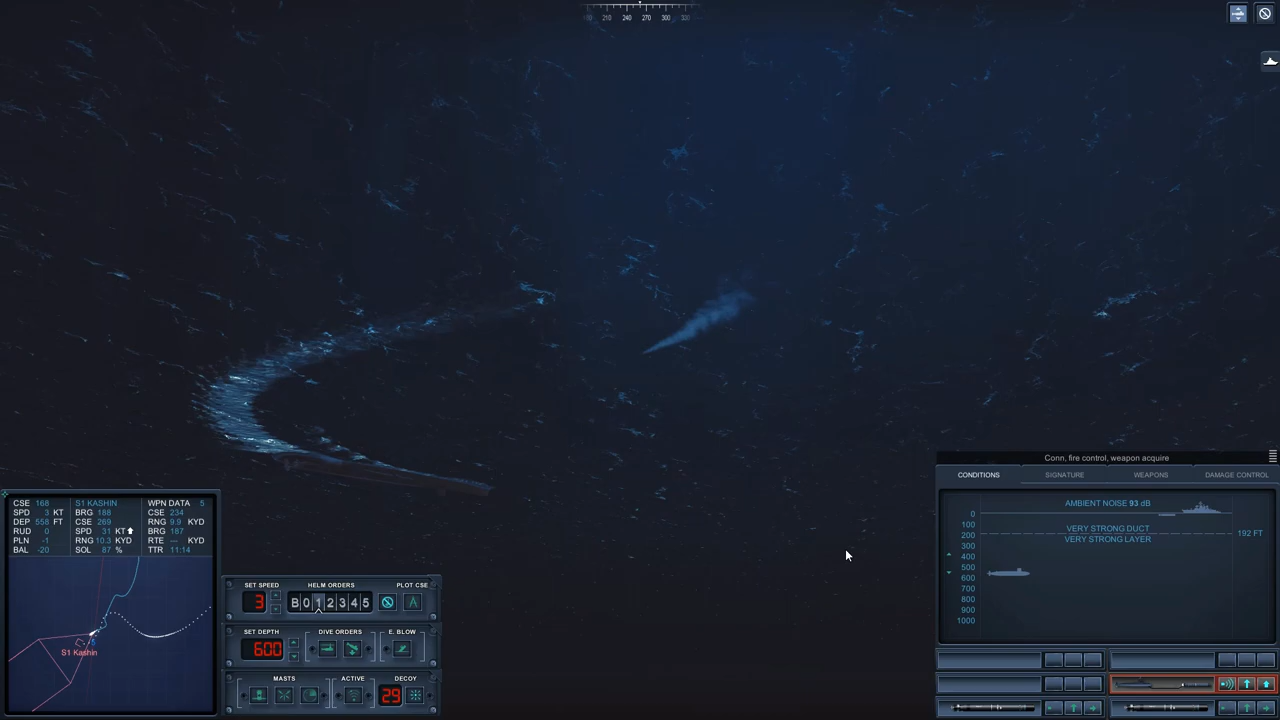 180 210 240 270 300 330
Conn, fire control, weapon acquire
CONDITIONS SIGNATURE WEAPONS DAMAGE CONTROL
AMBIENT NOISE 93 dB
0
100
VERY STRONG DUCT
200
192 FT
VERY STRONG LAYER
300
400
500
600
700
800
900
1000
CSE 168 S1 KASHIN WPN DATA 5
SPD 3 KT BRG 188 CSE 234
DEP 558 FT CSE 269 RNG 9.9 KYD
RUD 0 SPD 31 KT BRG 187
PLN -1 RNG 10.3 KYD RTE --- KYD
BAL -20 SOL 87 % TTR 11:14
S1 Kashin
SET SPEED HELM ORDERS PLOT CSE
3 B 0 1 2 3 4 5
SET DEPTH DIVE ORDERS E. BLOW
600
MASTS ACTIVE DECOY
29